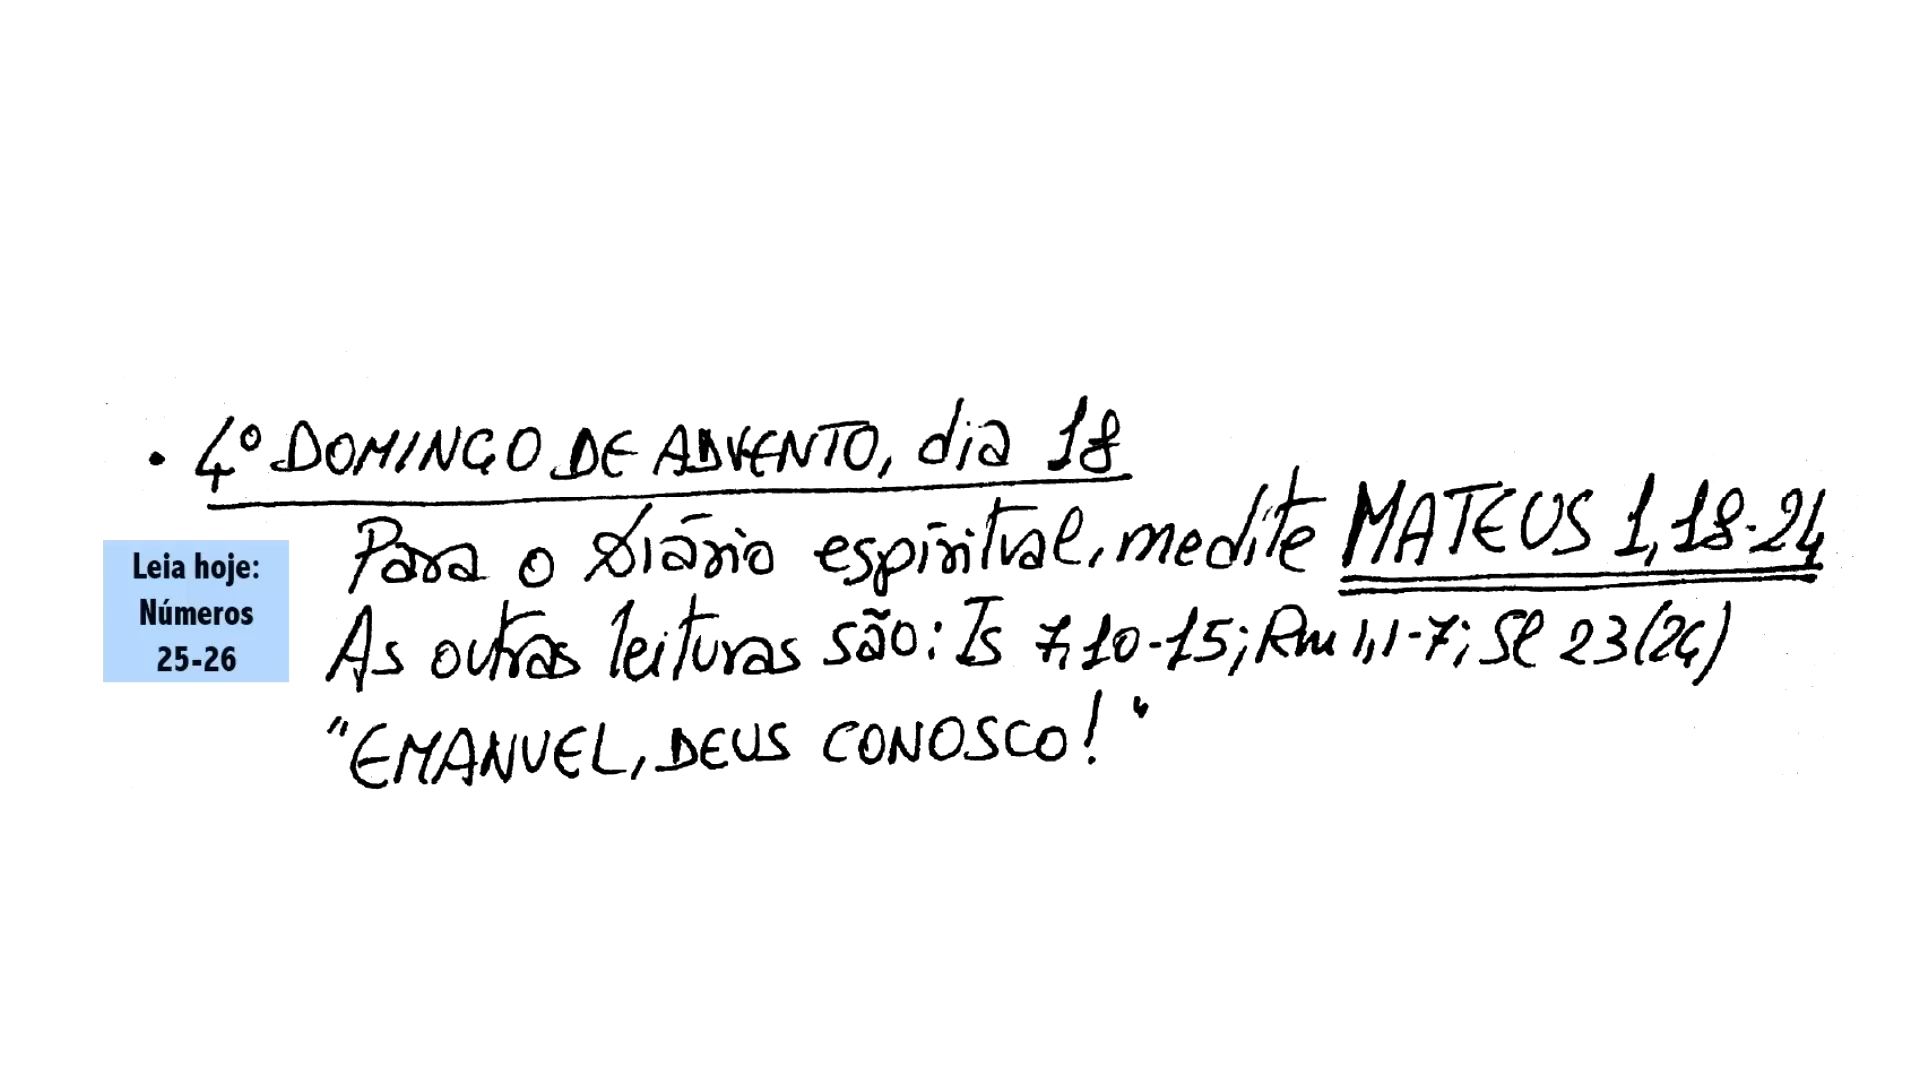 • 4º DOMINGO DE ADVENTO, dia 18
Para o Diário espiritual, medite MATEUS 1,18-24
As outras leituras são: Is 7,10-15; Rm 1,1-7; Sl 23(24)
"EMANUEL, DEUS CONOSCO!"
Leia hoje:
Números
25-26